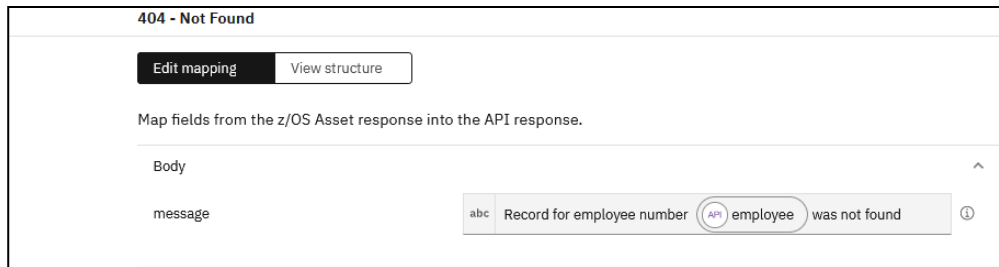 404 - Not Found
Edit mapping View structure
Map fields from the z/OS Asset response into the API response.
Body
message abc Record for employee number API employee was not found